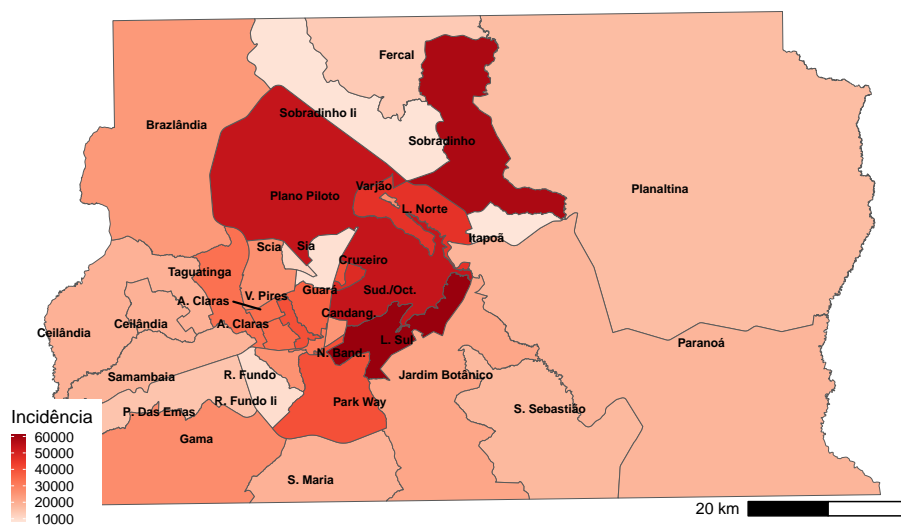 Fercal
Brazlândia
Sobradinho Ii
Sobradinho
Planaltina
Varjão
Plano Piloto
L. Norte
Itapoã
Scia
Sia
Cruzeiro
Taguatinga
A. Claras
V. Pires
Guará
Sud./Oct.
Ceilândia
Ceilândia
A. Claras
Candang.
L. Sul
Paranoá
N. Band.
Samambaia
R. Fundo
Jardim Botânico
P. Das Emas
R. Fundo Ii
Park Way
S. Sebastião
Gama
S. Maria
Incidência
60000
50000
40000
30000
20000
10000
20 km